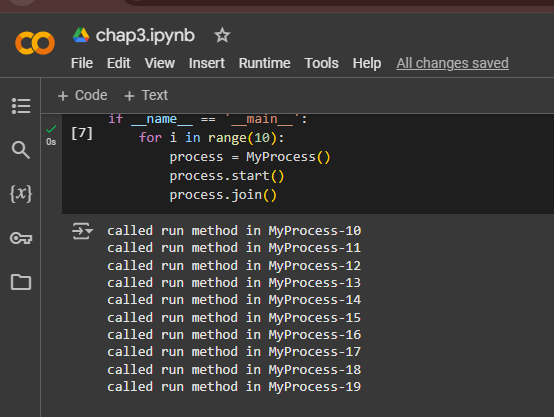 chap3.ipynb
File Edit View Insert Runtime Tools Help All changes saved
+ Code + Text
if __name__ == '__main__':
[7] for i in range(10):
0s
process = MyProcess()
process.start()
process.join()
{x}
called run method in MyProcess-10
called run method in MyProcess-11
called run method in MyProcess-12
called run method in MyProcess-13
called run method in MyProcess-14
called run method in MyProcess-15
called run method in MyProcess-16
called run method in MyProcess-17
called run method in MyProcess-18
called run method in MyProcess-19